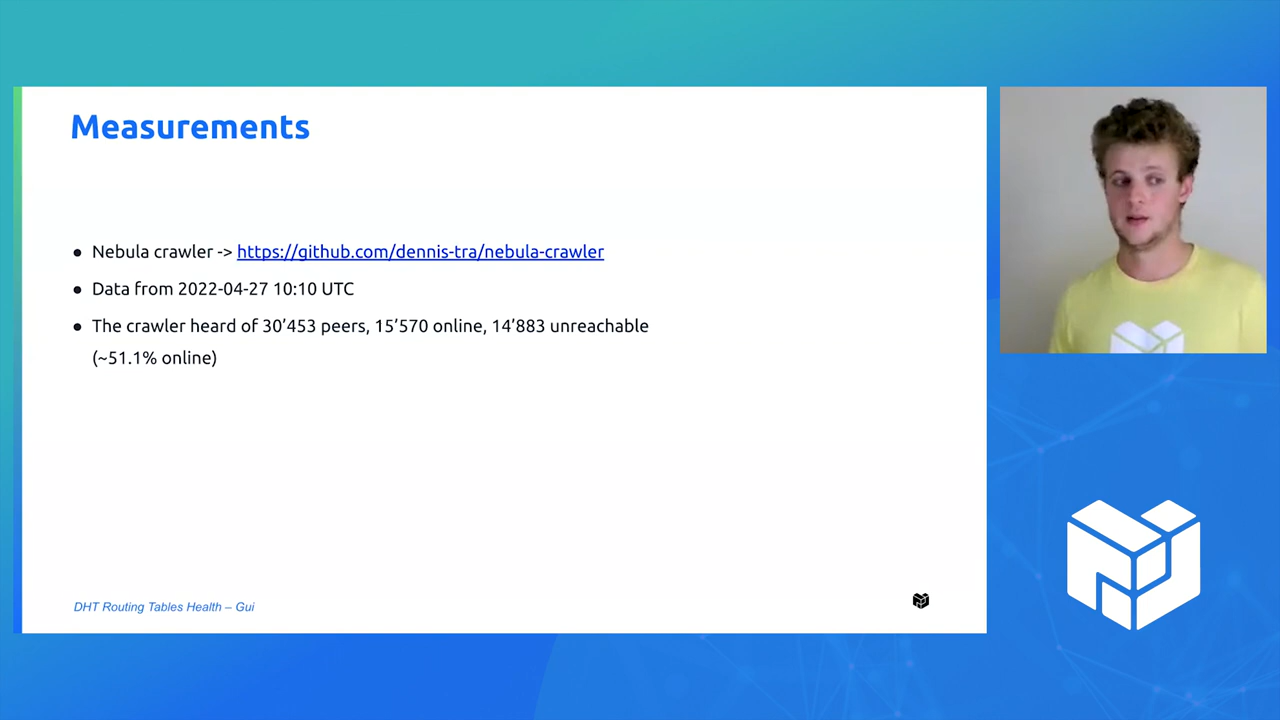 Measurements
● Nebula crawler -> https://github.com/dennis-tra/nebula-crawler
● Data from 2022-04-27 10:10 UTC
● The crawler heard of 30’453 peers, 15’570 online, 14’883 unreachable
(~51.1% online)
DHT Routing Tables Health – Gui